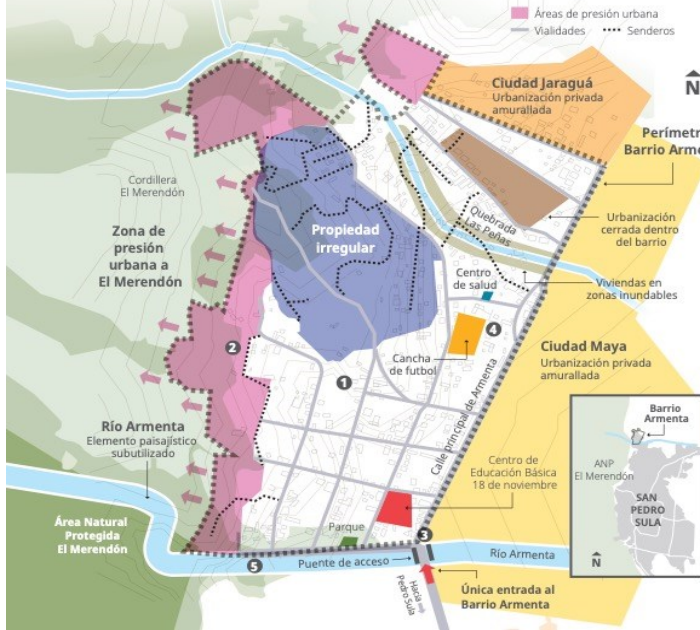 Áreas de presión urbana
Vialidades
Senderos
Ciudad Jaraguá
Urbanización privada
amurallada
N
Perímetr
Barrio Arme
Cordillera
El Merendón
Zona de
presión
urbana a
El Merendón
Propiedad
irregular
Quebrada
Las Peñas
Urbanización
cerrada dentro
del barrio
Centro
de salud
Viviendas en
zonas inundables
4
2
Cancha
de futbol
Ciudad Maya
Urbanización privada
amurallada
1
Calle principal de Armenta
Río Armenta
Elemento paisajístico
subutilizado
Barrio
Armenta
ANP
El Merendón
SAN
PEDRO
SULA
N
Centro de
Educación Básica
18 de noviembre
Área Natural
Protegida
El Merendón
Parque
3
5
Puente de acceso
Río Armenta
Hacia
Pedro Sula
Única entrada al
Barrio Armenta